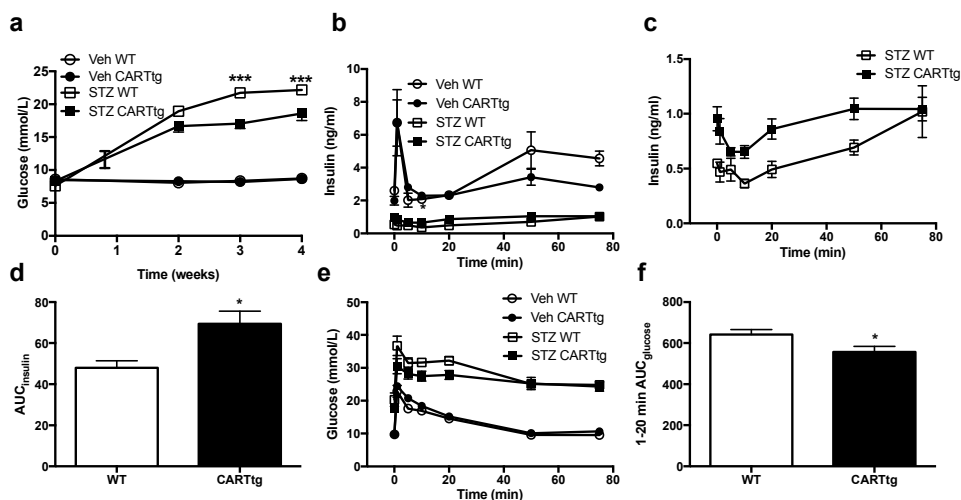 a
Veh WT
Veh CARTtg
STZ WT
STZ CARTtg
***
***
Glucose (mmol/L)
25
20
15
10
5
0
0
1
2
3
4
Time (weeks)
b
Veh WT
Veh CARTtg
STZ WT
STZ CARTtg
*
Insulin (ng/ml)
10
8
6
4
2
0
0
20
40
60
80
Time (min)
c
STZ WT
STZ CARTtg
Insulin (ng/ml)
1.5
1.0
0.5
0.0
0
20
40
60
80
Time (min)
d
*
AUCinsulin
80
60
40
20
0
WT
CARTtg
e
Veh WT
Veh CARTtg
STZ WT
STZ CARTtg
Glucose (mmol/L)
50
40
30
20
10
0
0
20
40
60
80
Time (min)
f
*
1-20 min AUCglucose
800
600
400
200
0
WT
CARTtg